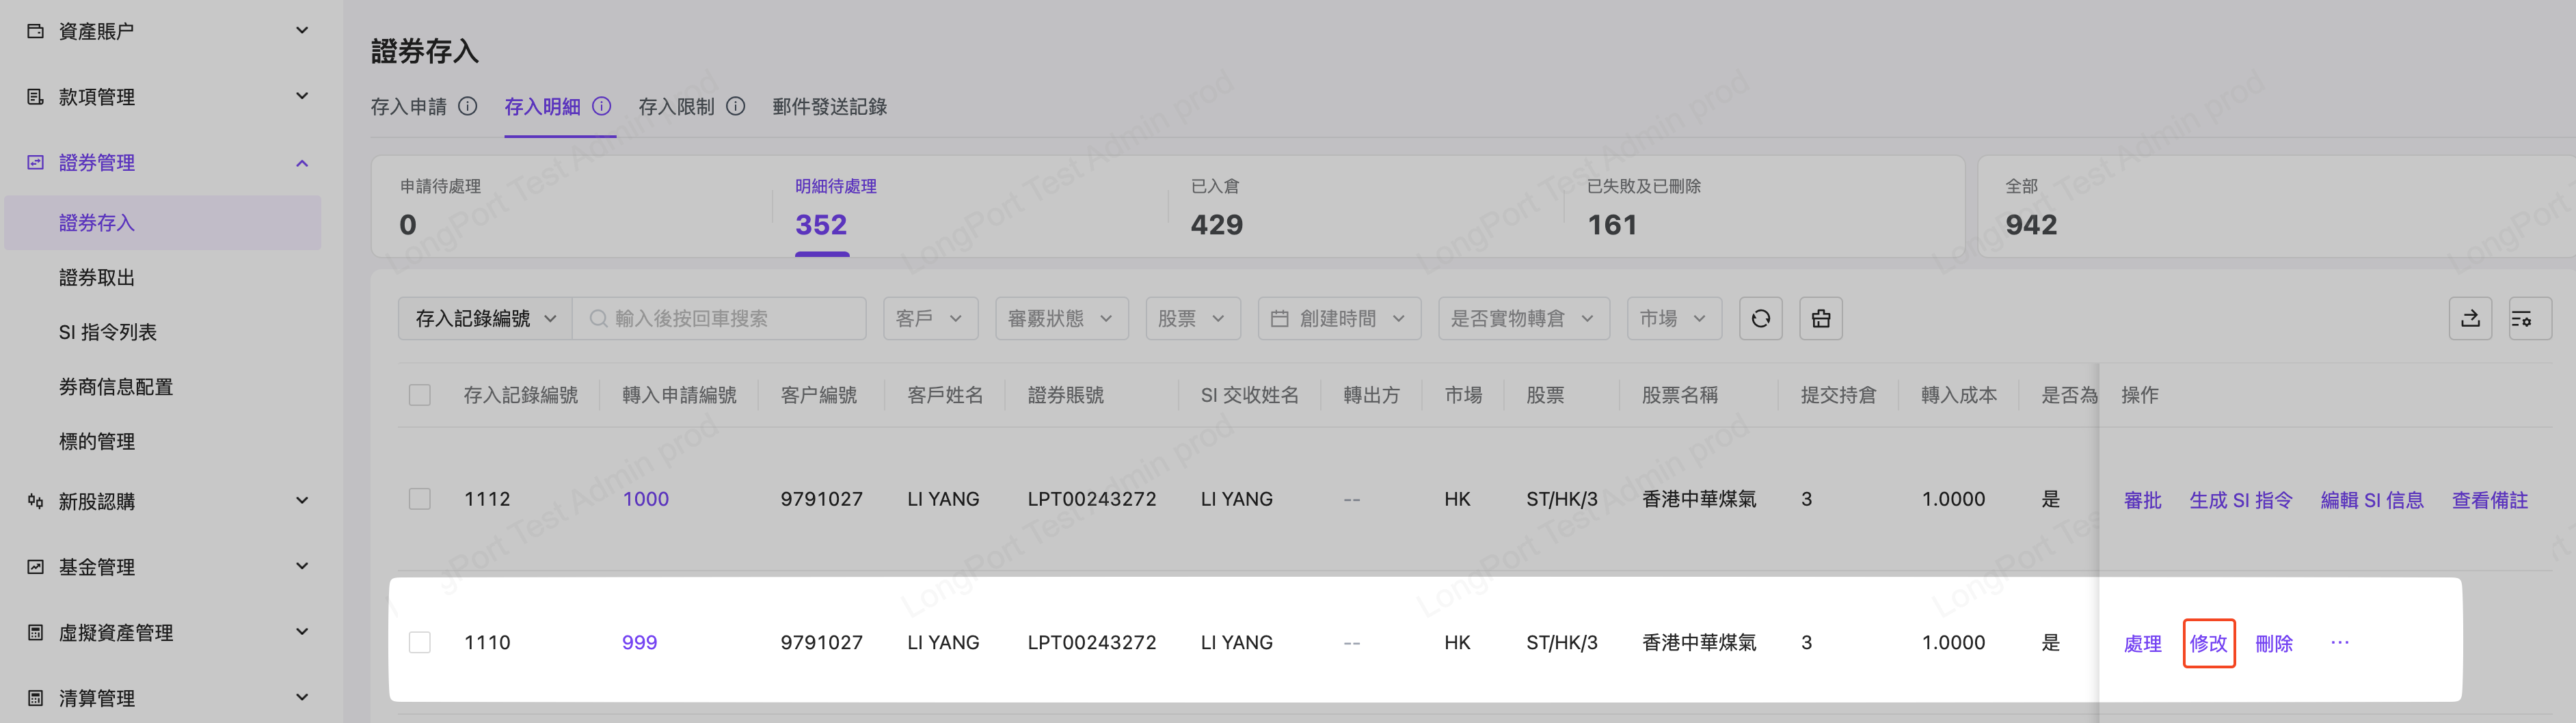 資產賬户
款項管理
證券管理
證券存入
證券取出
SI 指令列表
券商信息配置
標的管理
新股認購
基金管理
虛擬資產管理
清算管理
證券存入
存入申請 存入明細 存入限制 郵件發送記錄
申請待處理 明細待處理 已入倉 已失敗及已刪除 全部
0 352 429 161 942
存入記錄編號 輸入後按回車搜索 客戶 審覈狀態 股票 創建時間 是否實物轉倉 市場
存入記錄編號 轉入申請編號 客户編號 客戶姓名 證券賬號 SI 交收姓名 轉出方 市場 股票 股票名稱 提交持倉 轉入成本 是否為 操作
1112 1000 9791027 LI YANG LPT00243272 LI YANG -- HK ST/HK/3 香港中華煤氣 3 1.0000 是 審批 生成 SI 指令 編輯 SI 信息 查看備註
1110 999 9791027 LI YANG LPT00243272 LI YANG -- HK ST/HK/3 香港中華煤氣 3 1.0000 是 處理 修改 刪除 ···
LongPort Test Admin prod